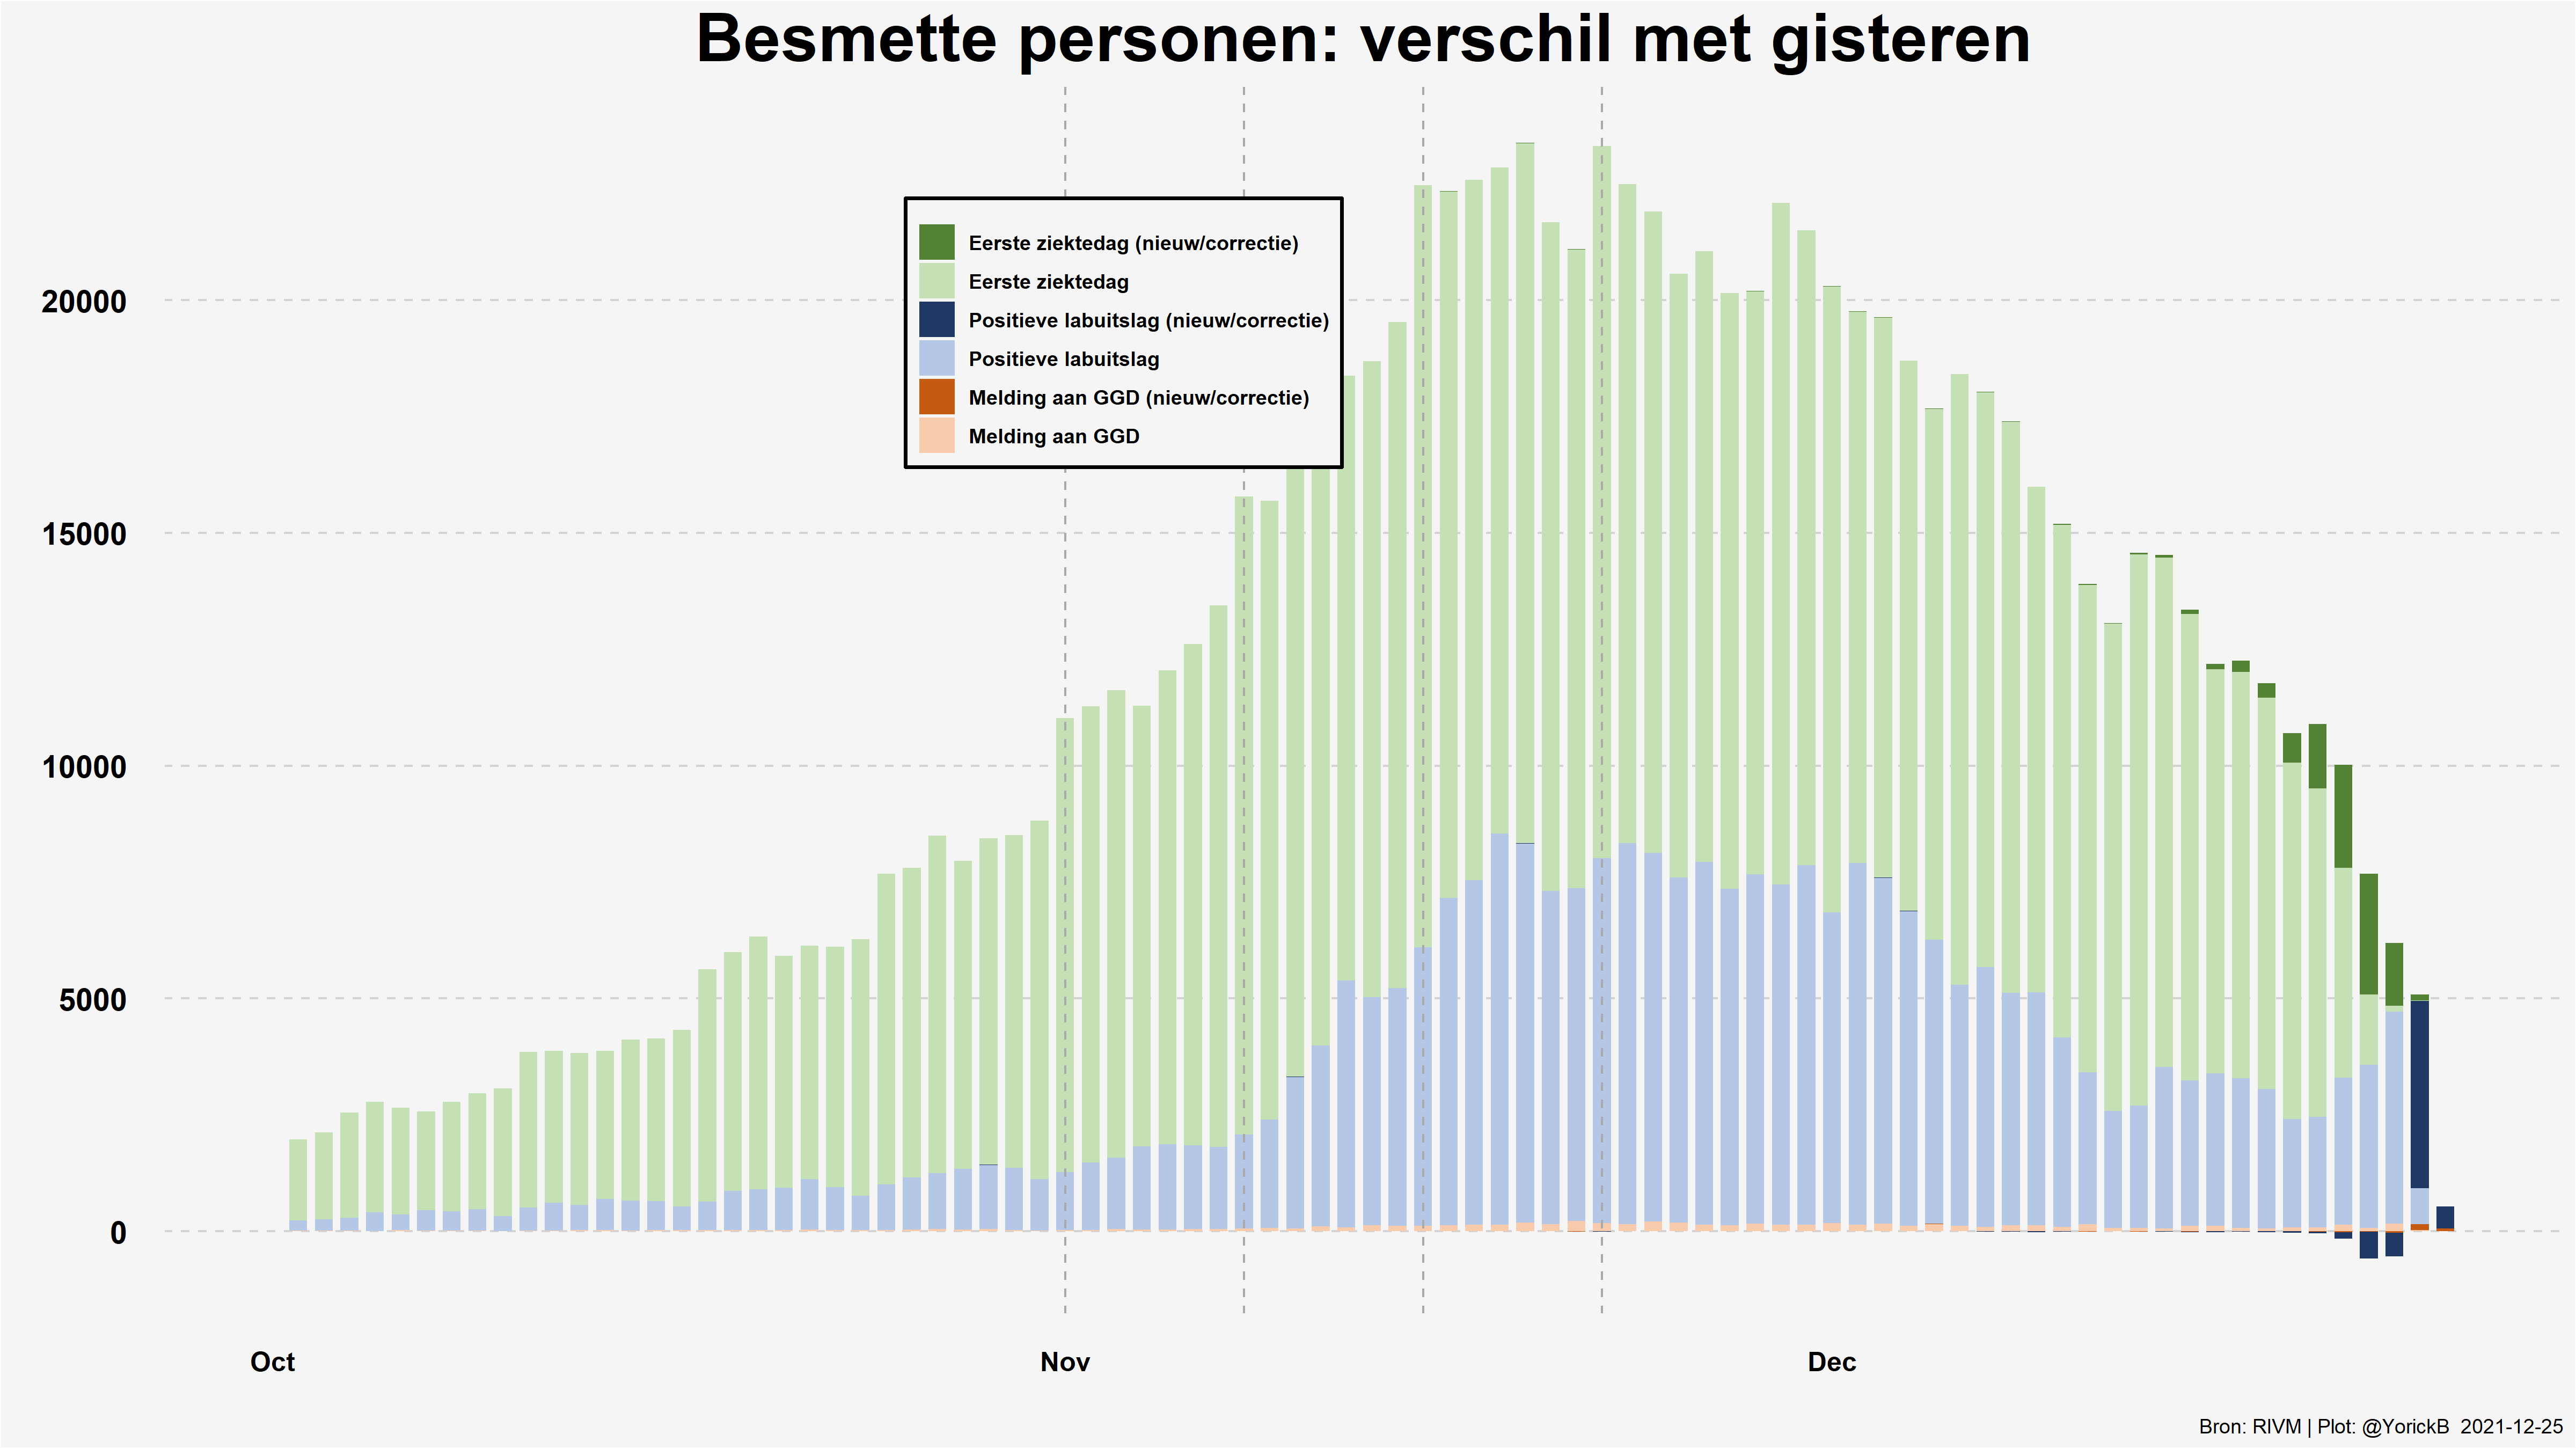 Besmette personen: verschil met gisteren
Eerste ziektedag (nieuw/correctie)
Eerste ziektedag
Positieve labuitslag (nieuw/correctie)
Positieve labuitslag
Melding aan GGD (nieuw/correctie)
Melding aan GGD
20000
15000
10000
5000
0
Oct
Nov
Dec
Bron: RIVM | Plot: @YorickB 2021-12-25